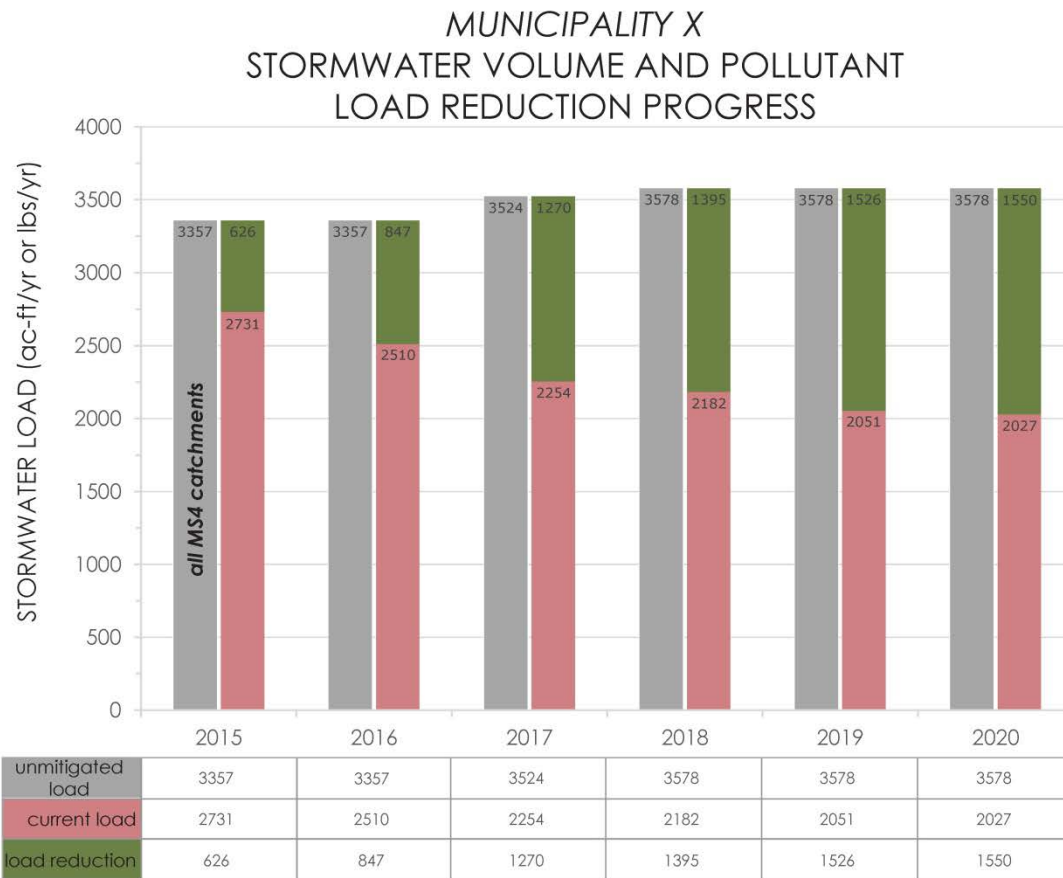 MUNICIPALITY X
STORMWATER VOLUME AND POLLUTANT
LOAD REDUCTION PROGRESS
STORMWATER LOAD (ac-ft/yr or lbs/yr)
4000
3500
3000
2500
2000
1500
1000
500
0
3357 626
2731
all MS4 catchments
3357 847
2510
3524 1270
2254
3578 1395
2182
3578 1526
2051
3578 1550
2027
2015 2016 2017 2018 2019 2020
unmitigated
load 3357 3357 3524 3578 3578 3578
current load 2731 2510 2254 2182 2051 2027
load reduction 626 847 1270 1395 1526 1550